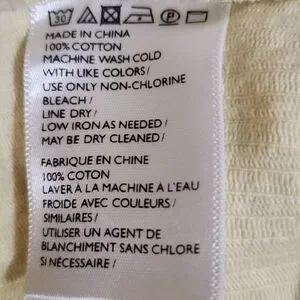 30
P
MADE IN CHINA
100% COTTON
MACHINE WASH COLD
WITH LIKE COLORS/
USE ONLY NON-CHLORINE
BLEACH/
LINE DRY/
LOW IRON AS NEEDED/
MAY BE DRY CLEANED/
FABRIQUE EN CHINE
100% COTON
LAVER À LA MACHINE À L'EAU
FROIDE AVEC COULEURS/
SIMILAIRES/
UTILISER UN AGENT DE
BLANCHIMENT SANS CHLORE
SI NÉCESSAIRE/